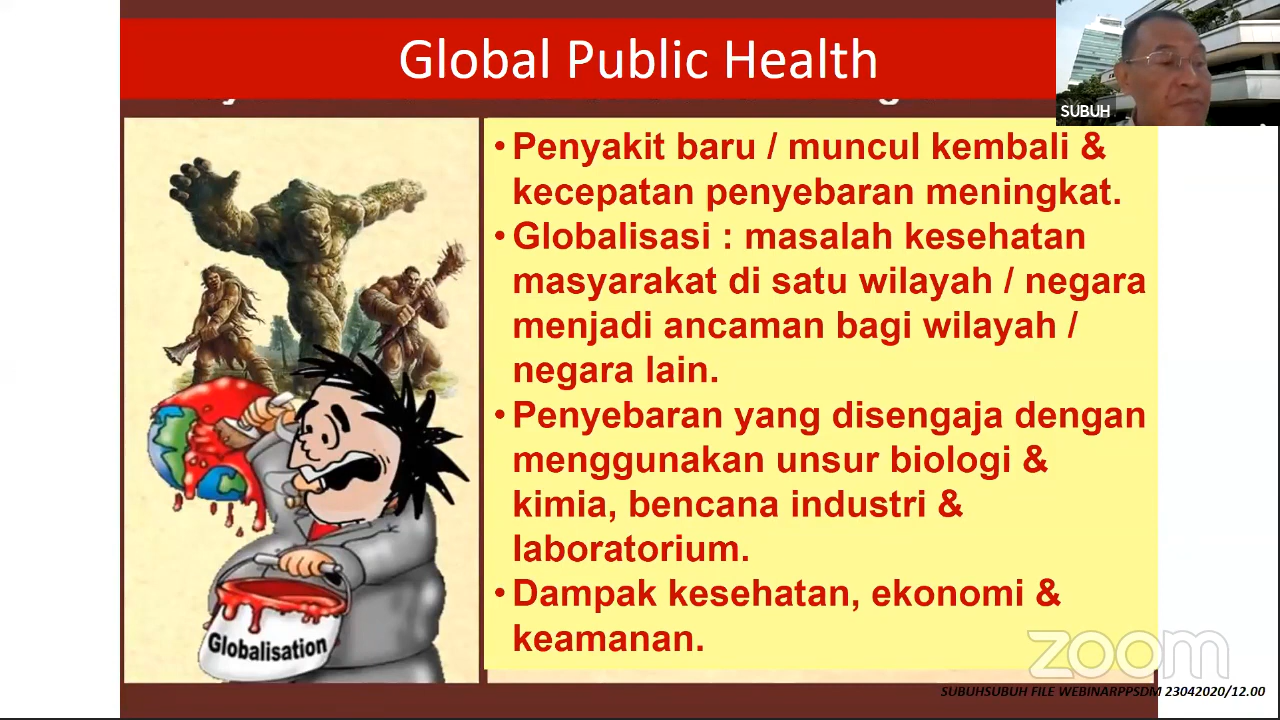 Global Public Health
SUBUH
• Penyakit baru / muncul kembali &
kecepatan penyebaran meningkat.
• Globalisasi : masalah kesehatan
masyarakat di satu wilayah / negara
menjadi ancaman bagi wilayah /
negara lain.
• Penyebaran yang disengaja dengan
menggunakan unsur biologi &
kimia, bencana industri &
laboratorium.
• Dampak kesehatan, ekonomi &
keamanan.
Globalisation
zoom
SUBUHSUBUH FILE WEBINARPPSDM 23042020/12.00